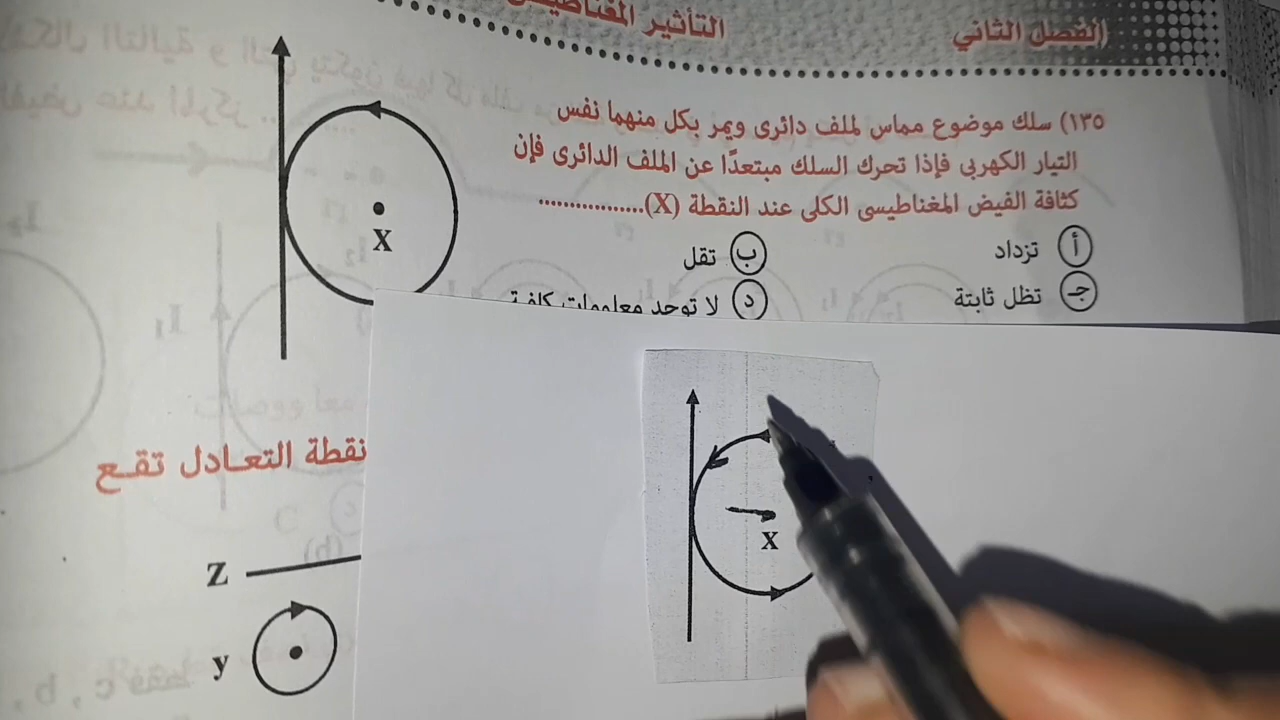 الفصل الثاني
التأثير المغناطيسي
١٣٥) سلك موضوع مماس لملف دائرى ويمر بكل منهما نفس
التيار الكهربى فإذا تحرك السلك مبتعدًا عن الملف الدائرى فإن
كثافة الفيض المغناطيسى الكلى عند النقطة (X)..................
أ تزداد
ب تقل
جـ تظل ثابتة
د لا توجد معلومات كافية
X
X
نقطة التعادل تقع
Z
y